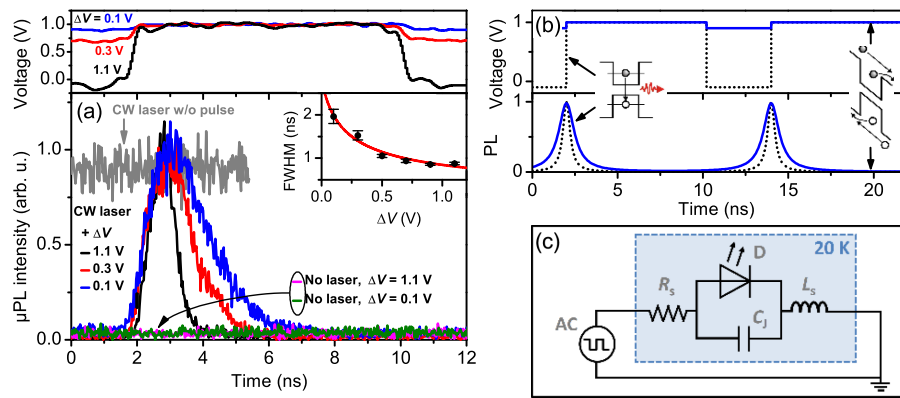 ΔV = 0.1 V
0.3 V
1.1 V
Voltage (V)
1.0
0.5
0.0
(a)
CW laser w/o pulse
CW laser
+ ΔV
1.1 V
0.3 V
0.1 V
No laser, ΔV = 1.1 V
No laser, ΔV = 0.1 V
μPL intensity (arb. u.)
1.0
0.5
0.0
0 2 4 6 8 10 12
Time (ns)
FWHM (ns)
2
1
0.0 0.5 1.0
ΔV (V)
(b)
Voltage (V)
1
0
PL
1
0
0 5 10 15 20
Time (ns)
(c)
20 K
D
Rs
CJ
Ls
AC